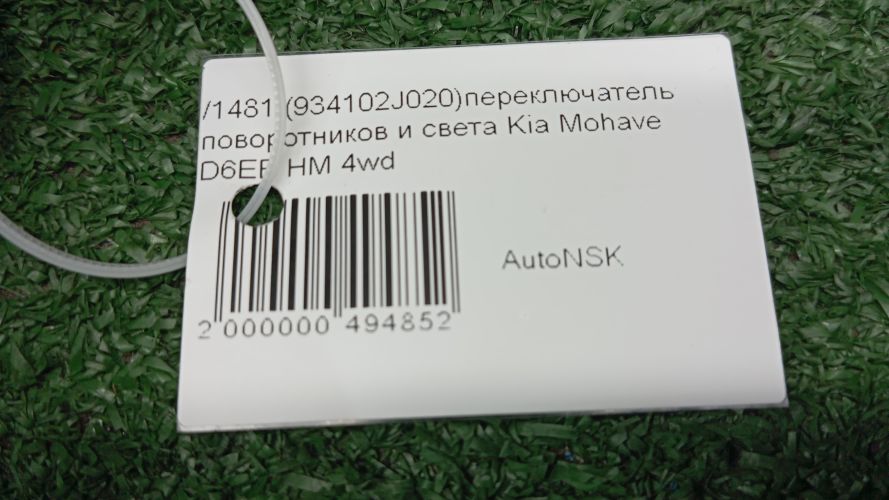 /1481 (934102J020)переключатель
поворотников и света Kia Mohave
HM 4wd
AutoNSK
2 000000 494852